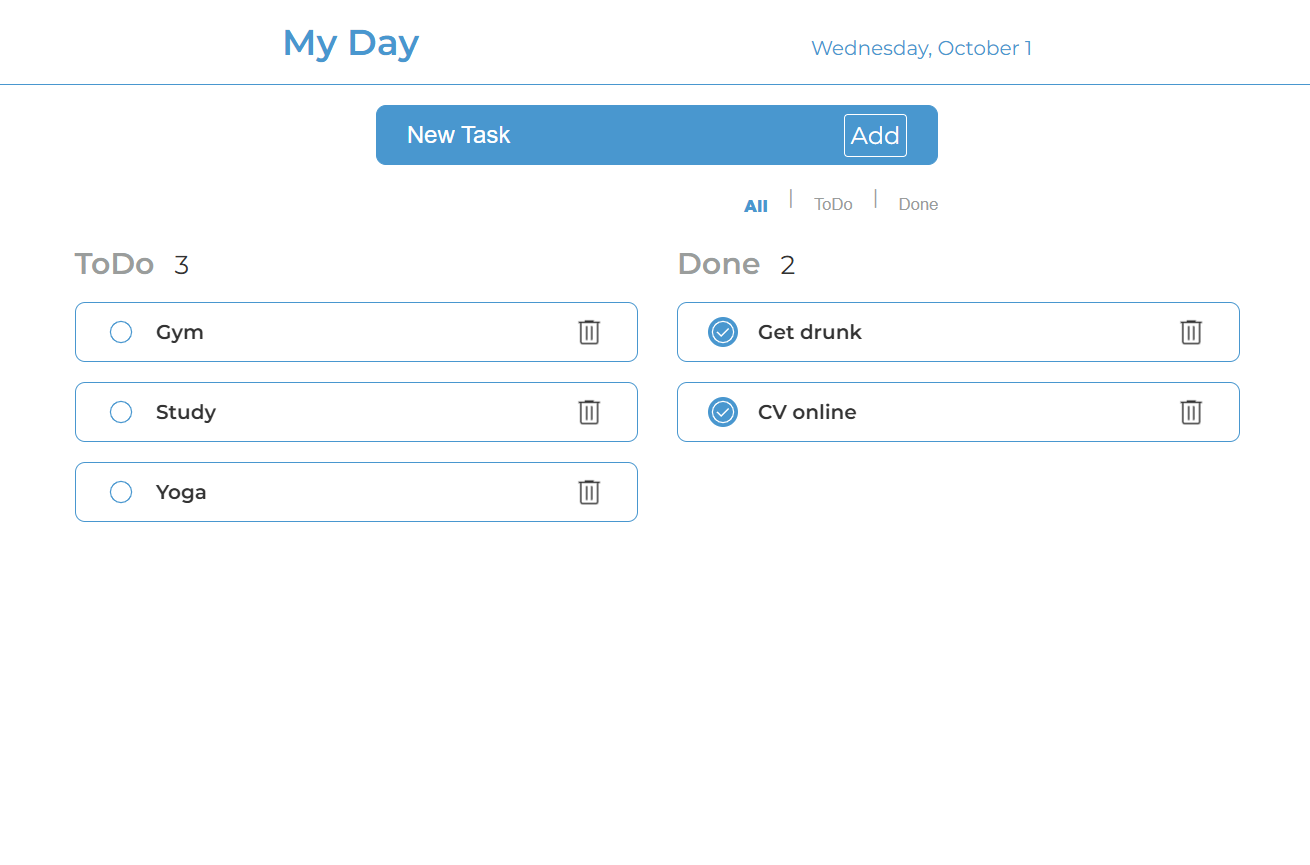 My Day
Wednesday, October 1
New Task
Add
All | ToDo | Done
ToDo 3
Gym
Study
Yoga
Done 2
Get drunk
CV online